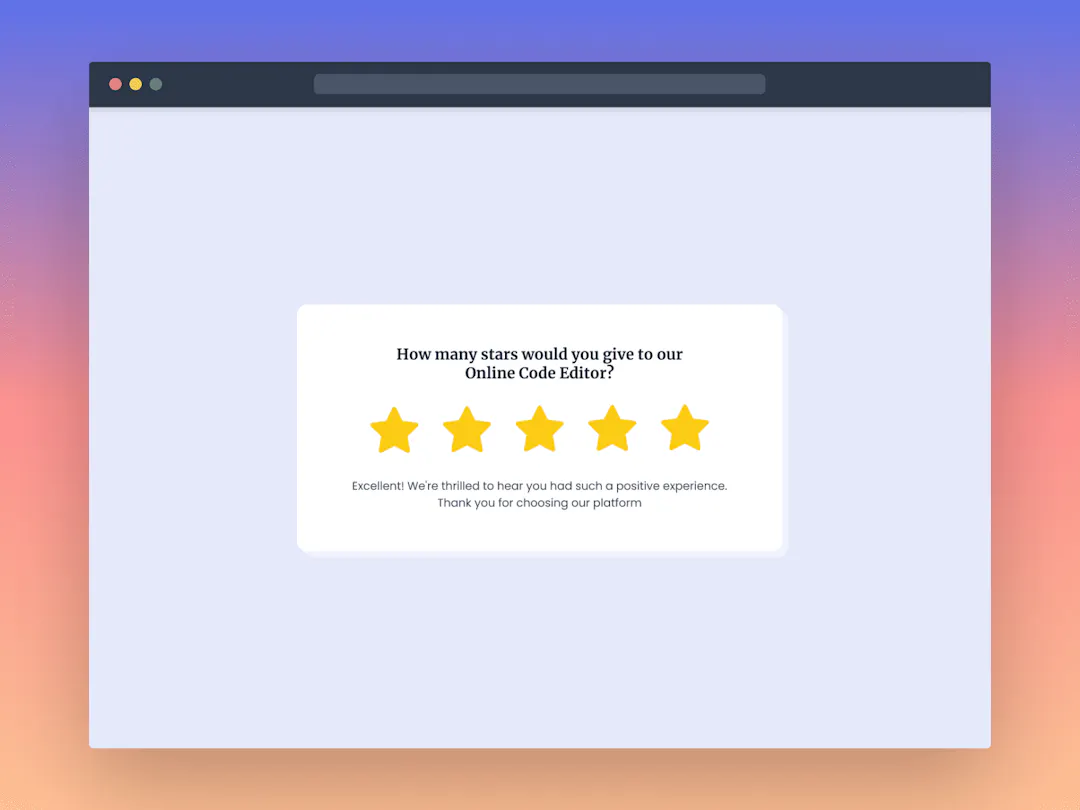 How many stars would you give to our
Online Code Editor?
Excellent! We're thrilled to hear you had such a positive experience.
Thank you for choosing our platform